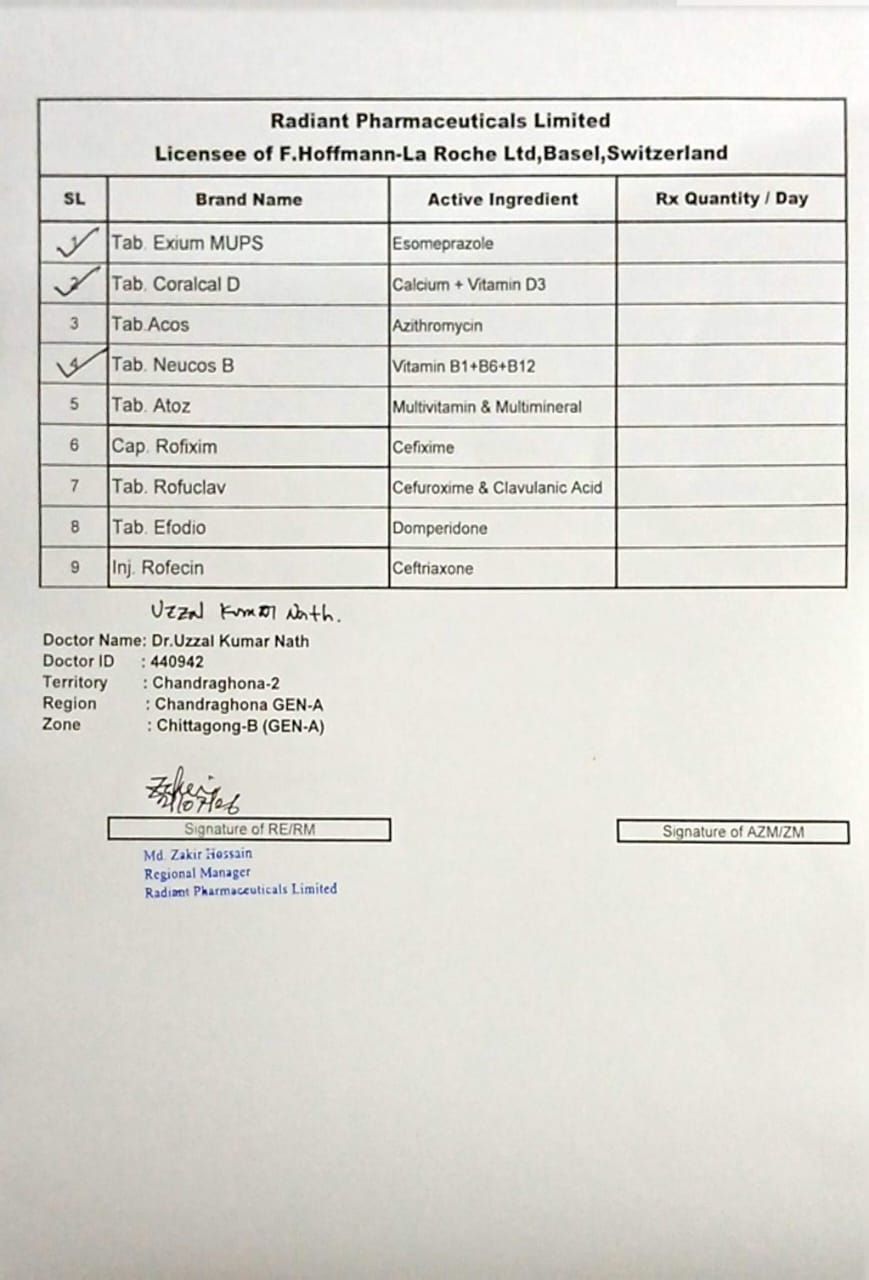 Radiant Pharmaceuticals Limited
Licensee of F.Hoffmann-La Roche Ltd,Basel,Switzerland
SL Brand Name Active Ingredient Rx Quantity / Day
1 Tab. Exium MUPS Esomeprazole
2 Tab. Coralcal D Calcium + Vitamin D3
3 Tab.Acos Azithromycin
4 Tab. Neucos B Vitamin B1+B6+B12
5 Tab. Atoz Multivitamin & Multimineral
6 Cap. Rofixim Cefixime
7 Tab. Rofuclav Cefuroxime & Clavulanic Acid
8 Tab. Efodio Domperidone
9 Inj. Rofecin Ceftriaxone
Uzzal Kumar Nath.
Doctor Name: Dr.Uzzal Kumar Nath
Doctor ID : 440942
Territory : Chandraghona-2
Region : Chandraghona GEN-A
Zone : Chittagong-B (GEN-A)
Signature of RE/RM Signature of AZM/ZM
Md. Zakir Hossain
Regional Manager
Radiant Pharmaceuticals Limited